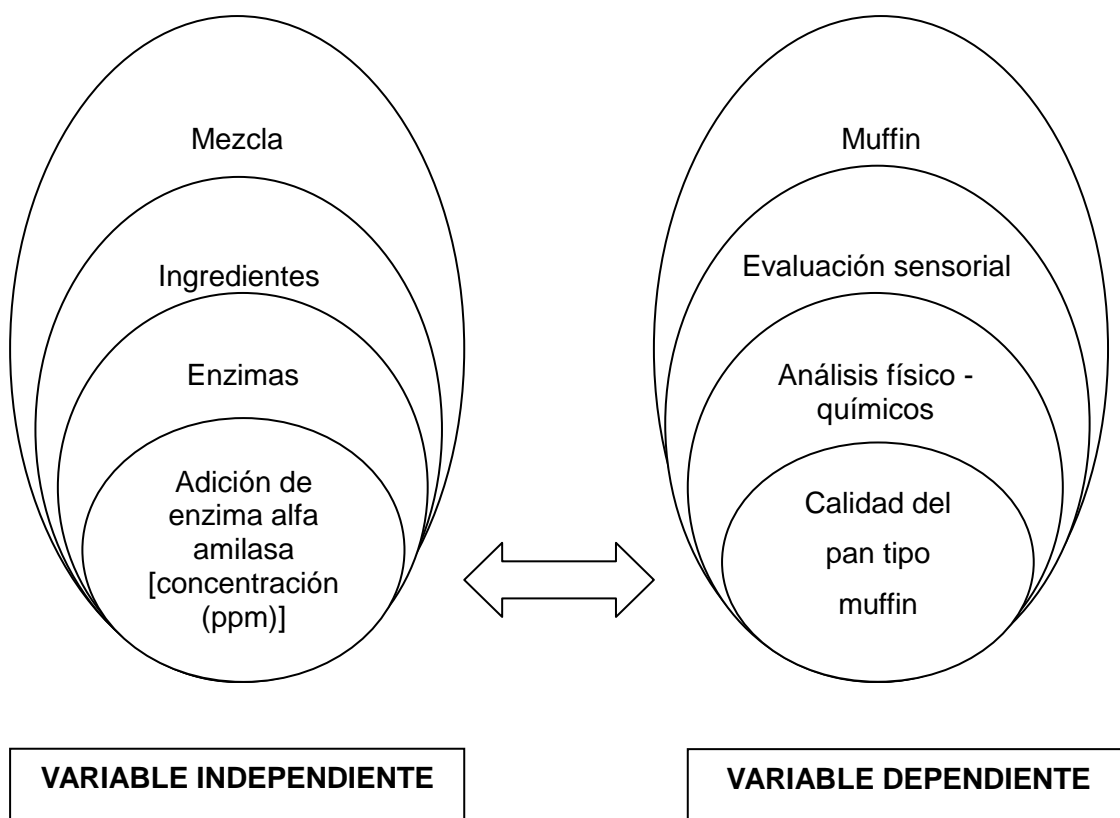 Mezcla
Ingredientes
Enzimas
Adición de
enzima alfa
amilasa
[concentración
(ppm)]
VARIABLE INDEPENDIENTE
Muffin
Evaluación sensorial
Análisis físico -
químicos
Calidad del
pan tipo
muffin
VARIABLE DEPENDIENTE